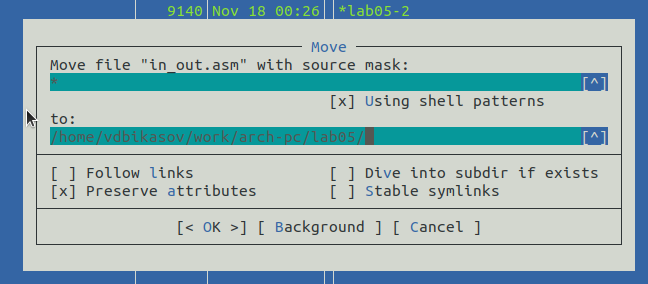 9140 Nov 18 00:26 *lab05-2
Move
Move file "in_out.asm" with source mask:
* [^]
[x] Using shell patterns
to:
/home/vdbikasov/work/arch-pc/lab05/ [^]
[ ] Follow links [ ] Dive into subdir if exists
[x] Preserve attributes [ ] Stable symlinks
[< OK >] [ Background ] [ Cancel ]